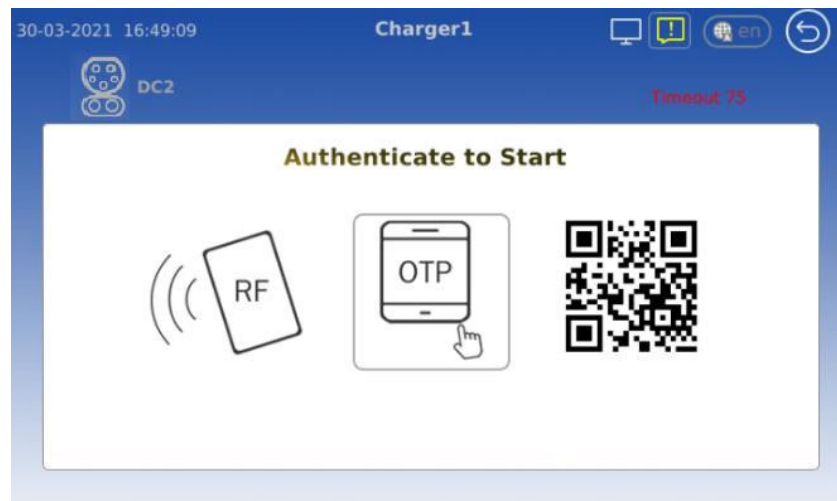 30-03-2021 16:49:09 Charger1 en
DC2
Timeout 75
Authenticate to Start
RF
OTP